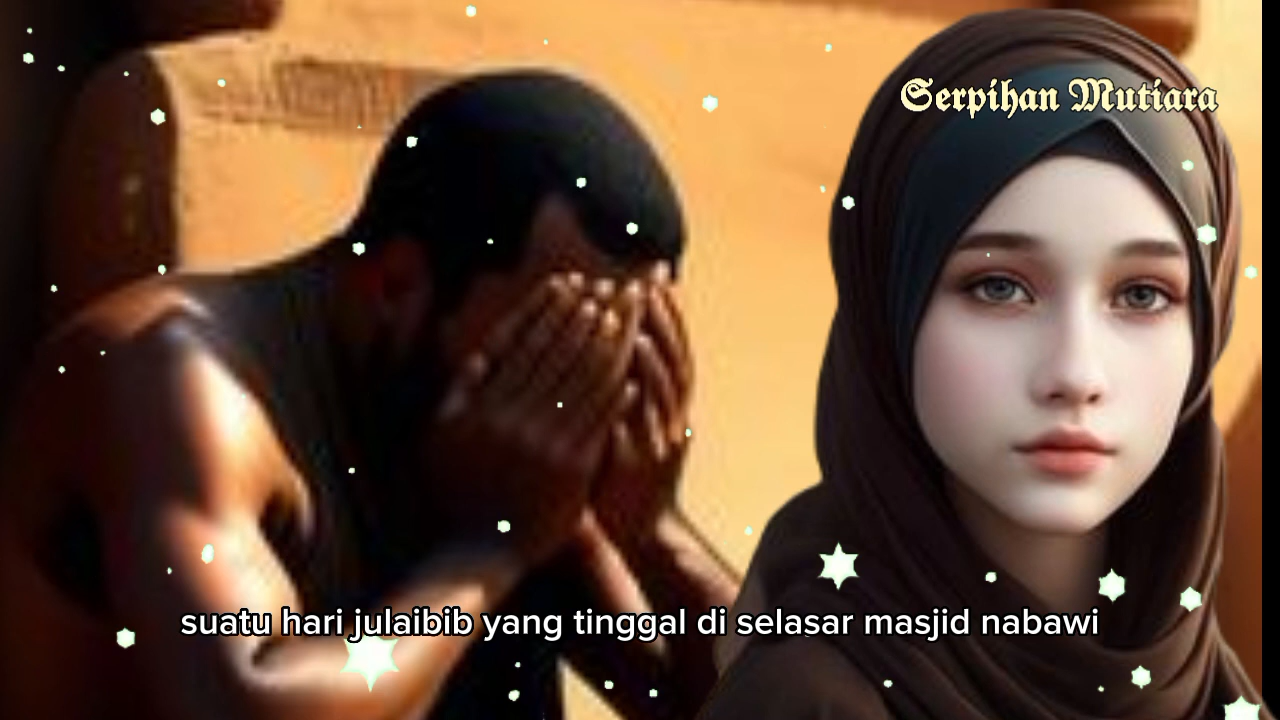 Serpihan Mutiara
suatu hari julaibib yang tinggal di selasar masjid nabawi